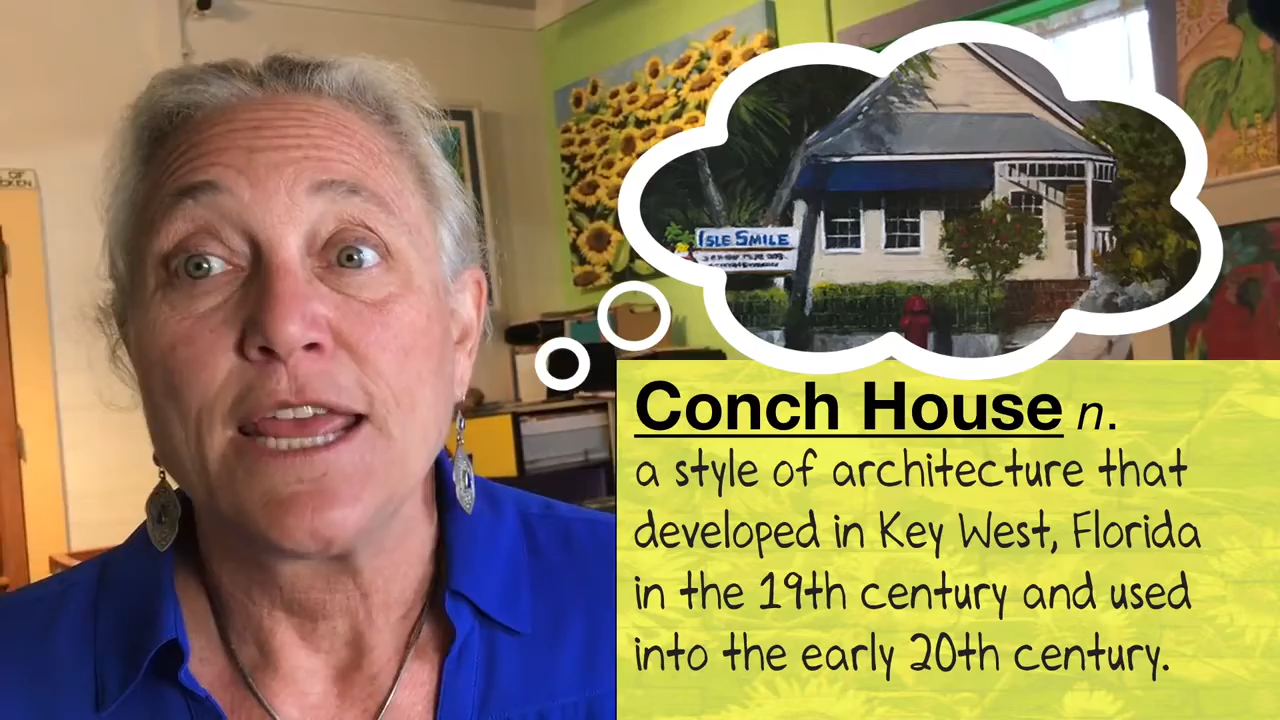 OF
ISLE SMILE
Conch House n.
a style of architecture that
developed in Key West, Florida
in the 19th century and used
into the early 20th century.